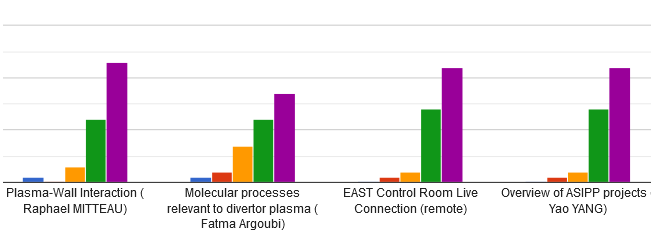 Plasma-Wall Interaction (
Raphael MITTEAU)
Molecular processes
relevant to divertor plasma (
Fatma Argoubi)
EAST Control Room Live
Connection (remote)
Overview of ASIPP projects (
Yao YANG)